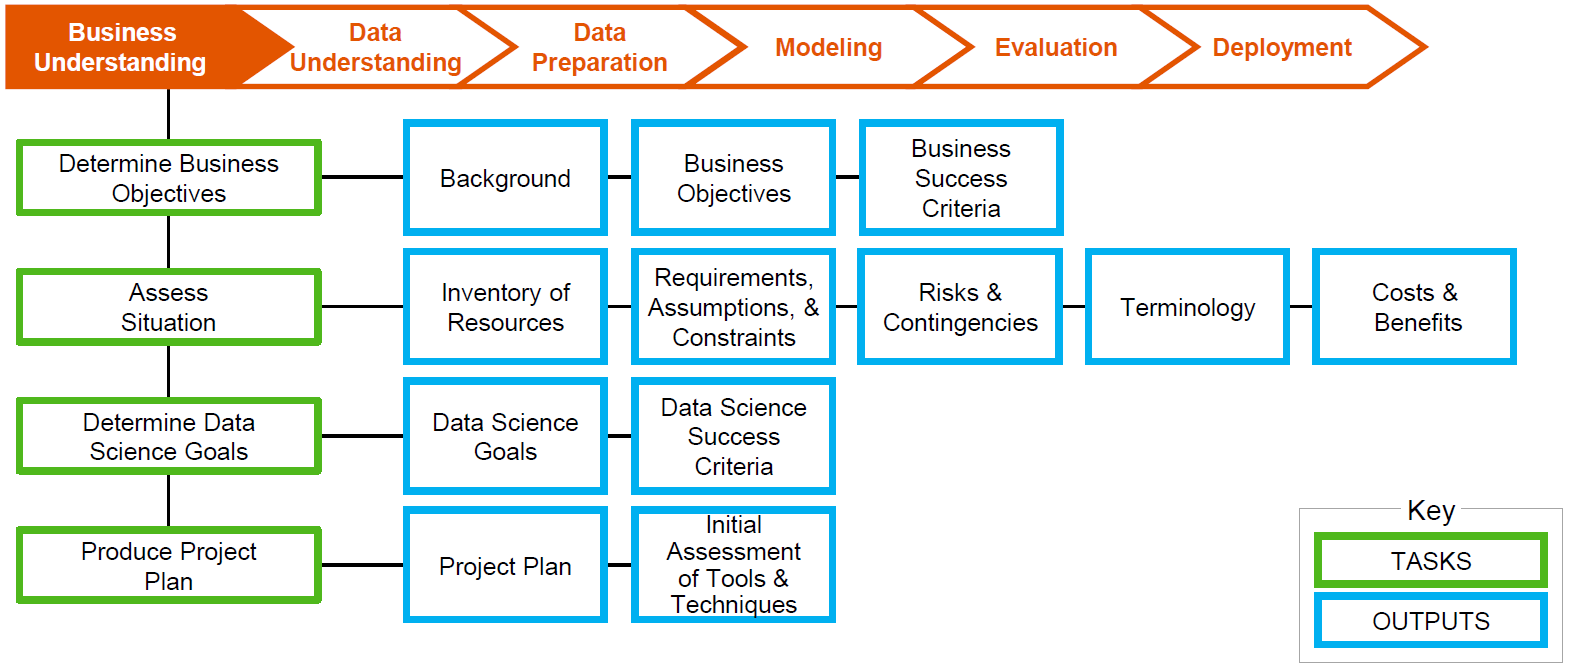 Business
Understanding
Data
Understanding
Data
Preparation
Modeling
Evaluation
Deployment
Determine Business
Objectives
Background
Business
Objectives
Business
Success
Criteria
Assess
Situation
Inventory of
Resources
Requirements,
Assumptions, &
Constraints
Risks &
Contingencies
Terminology
Costs &
Benefits
Determine Data
Science Goals
Data Science
Goals
Data Science
Success
Criteria
Produce Project
Plan
Project Plan
Initial
Assessment
of Tools &
Techniques
Key
TASKS
OUTPUTS